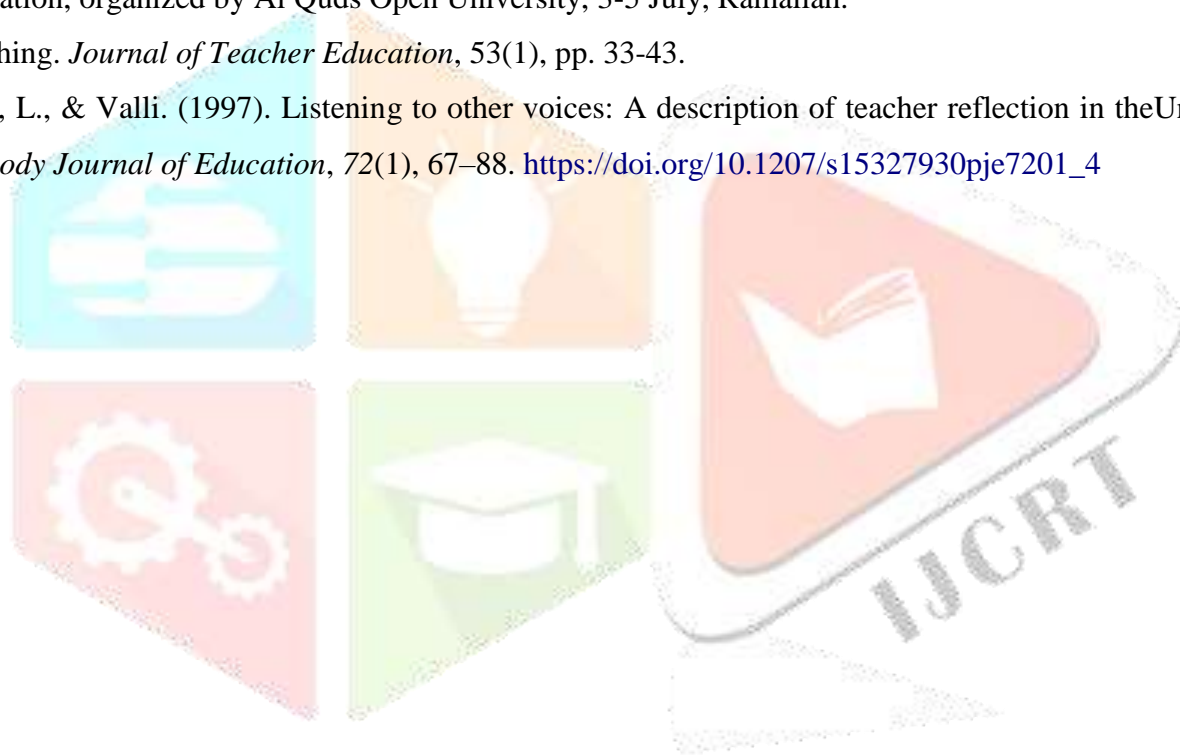 ation, organized by Al Quds Open University, 3-5 July, Ramallah.
hing. Journal of Teacher Education, 53(1), pp. 33-43.
, L., & Valli. (1997). Listening to other voices: A description of teacher reflection in theUn
ody Journal of Education, 72(1), 67–88. https://doi.org/10.1207/s15327930pje7201_4
IJCRT